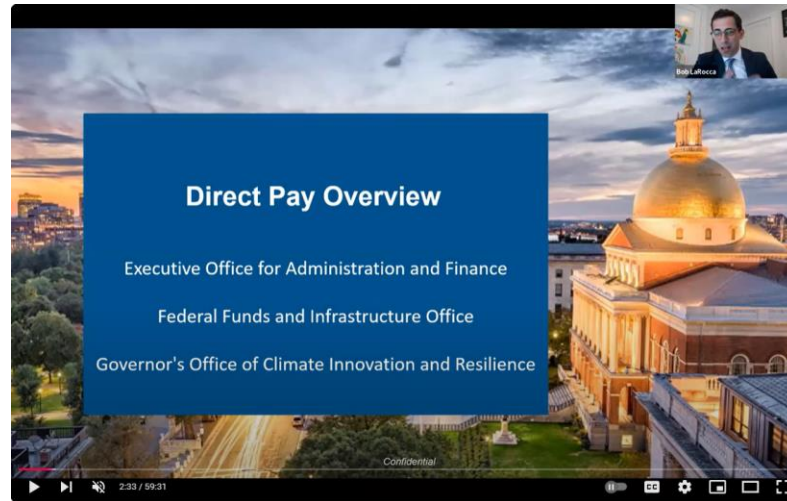 Bob LaRocca
Direct Pay Overview
Executive Office for Administration and Finance
Federal Funds and Infrastructure Office
Governor's Office of Climate Innovation and Resilience
Confidential
2:33 / 59:31
CC